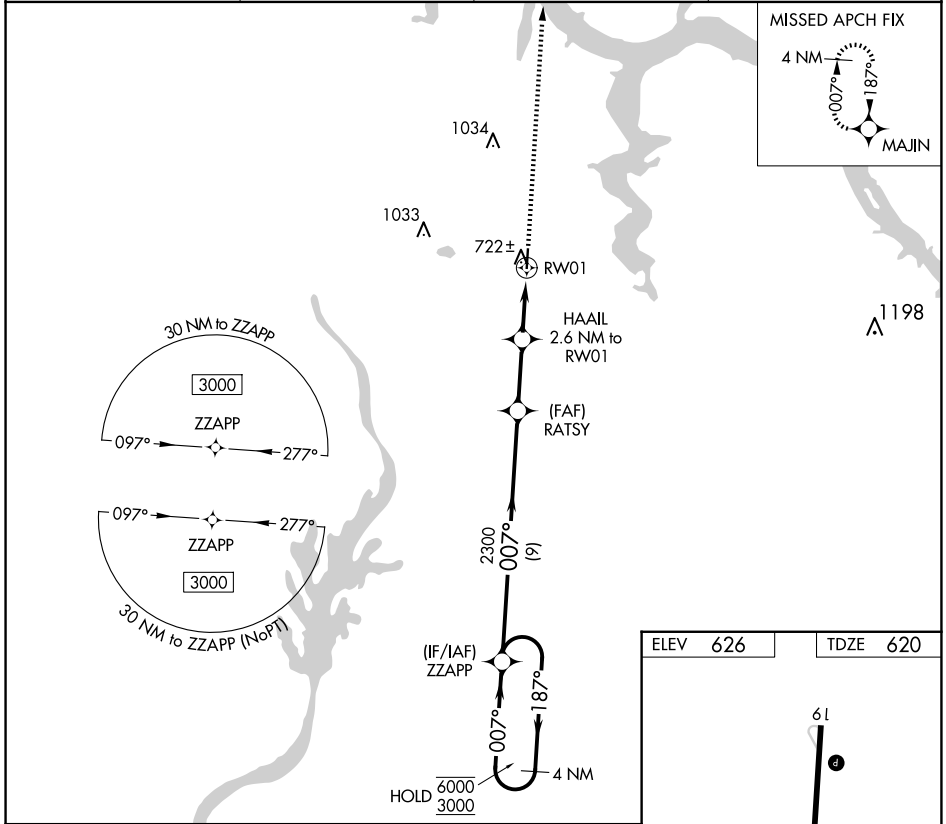 MISSED APCH FIX
4 NM
007°
187°
MAJIN
1034
1033
722±
RW01
HAAIL
2.6 NM to
RW01
1198
(FAF)
RATSY
30 NM to ZZAPP
3000
ZZAPP
097°
277°
097°
277°
ZZAPP
3000
30 NM to ZZAPP (NoPT)
2300
007°
(9)
(IF/IAF)
ZZAPP
007°
187°
4 NM
HOLD 6000
3000
ELEV 626
TDZE 620
19
P